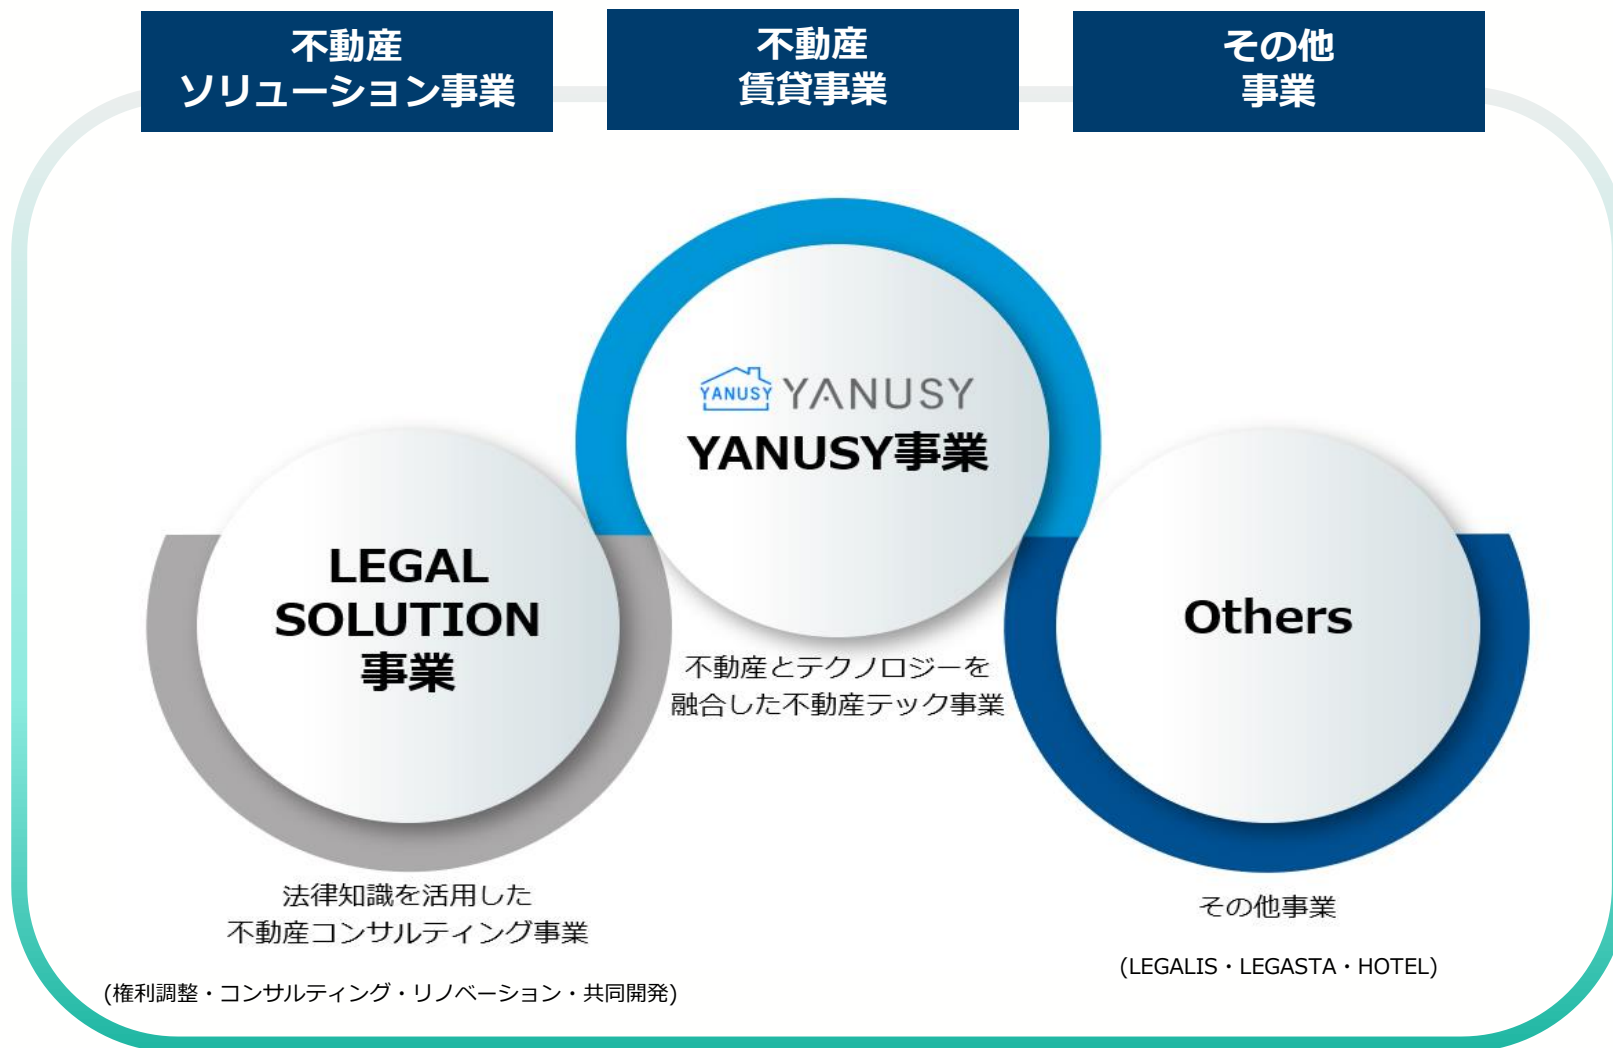 不動産
ソリューション事業
不動産
賃貸事業
その他
事業
YANUSY
YANUSY
YANUSY事業
LEGAL
SOLUTION
事業
Others
不動産とテクノロジーを
融合した不動産テック事業
法律知識を活用した
不動産コンサルティング事業
(権利調整・コンサルティング・リノベーション・共同開発)
その他事業
(LEGALIS・LEGASTA・HOTEL)